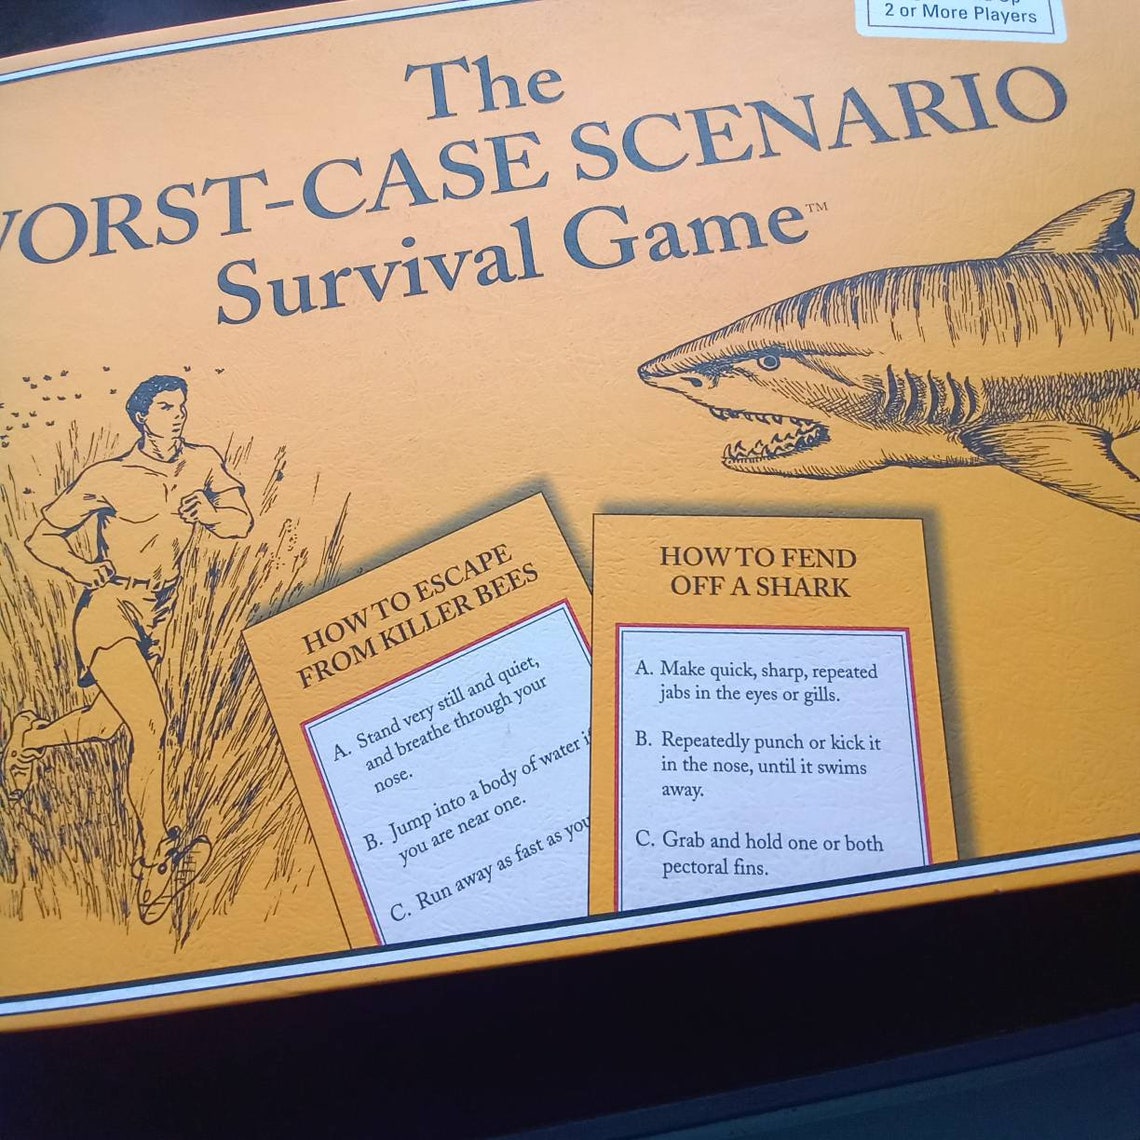 2 or More Players
The
WORST-CASE SCENARIO
Survival Game™
HOW TO ESCAPE
FROM KILLER BEES
A. Stand very still and quiet,
and breathe through your
nose.
B. Jump into a body of water if
you are near one.
C. Run away as fast as you
HOW TO FEND
OFF A SHARK
A. Make quick, sharp, repeated
jabs in the eyes or gills.
B. Repeatedly punch or kick it
in the nose, until it swims
away.
C. Grab and hold one or both
pectoral fins.